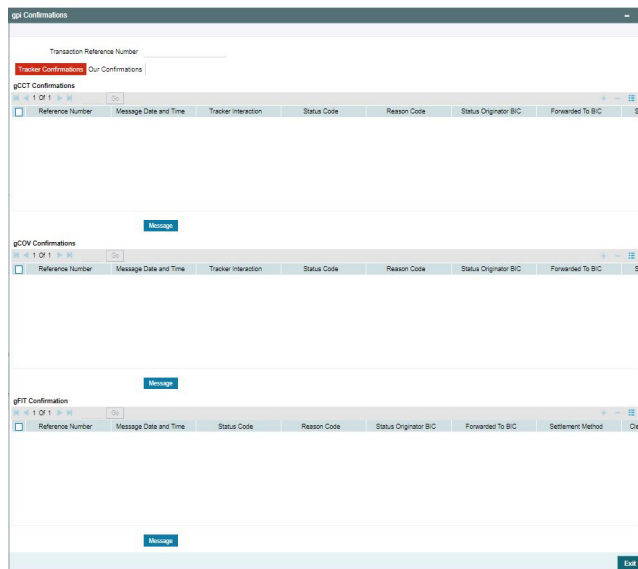 gpi Confirmations
Transaction Reference Number
Tracker Confirmations Our Confirmations
gCCT Confirmations
1 Of 1 Go
Reference Number Message Date and Time Tracker Interaction Status Code Reason Code Status Originator BIC Forwarded To BIC S
Message
gCOV Confirmations
1 Of 1 Go
Reference Number Message Date and Time Tracker Interaction Status Code Reason Code Status Originator BIC Forwarded To BIC S
Message
gFIT Confirmation
1 Of 1 Go
Reference Number Message Date and Time Status Code Reason Code Status Originator BIC Forwarded To BIC Settlement Method Cle
Message
Exit